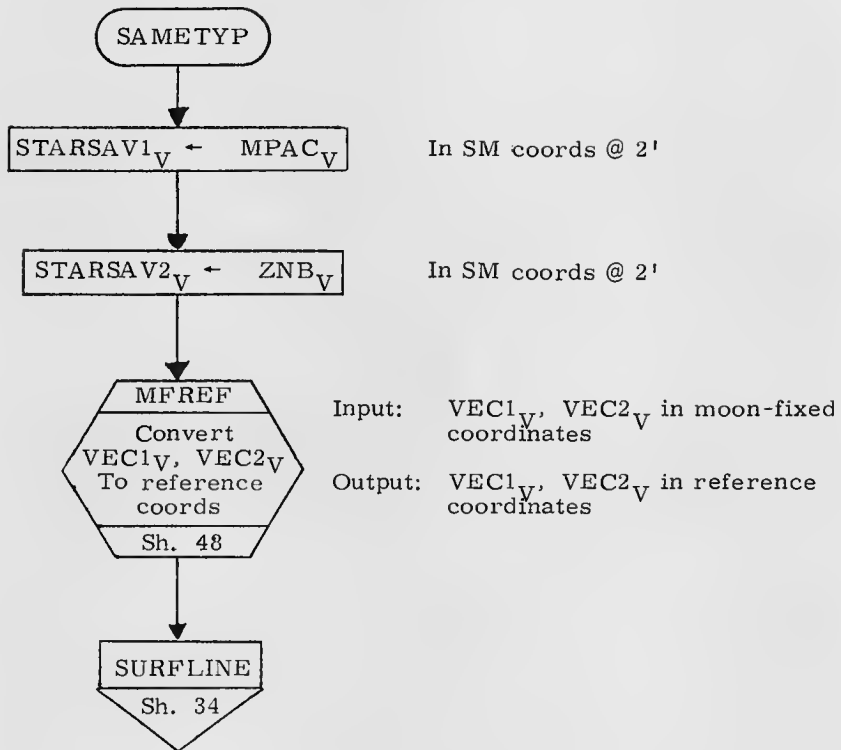 SAMETYP
STARSAV1V ← MPACV
In SM coords @ 2'
STARSAV2V ← ZNBV
In SM coords @ 2'
MFREF
Convert
VEC1V, VEC2V
To reference
coords
Sh. 48
Input: VEC1V, VEC2V in moon-fixed
coordinates
Output: VEC1V, VEC2V in reference
coordinates
SURFLINE
Sh. 34